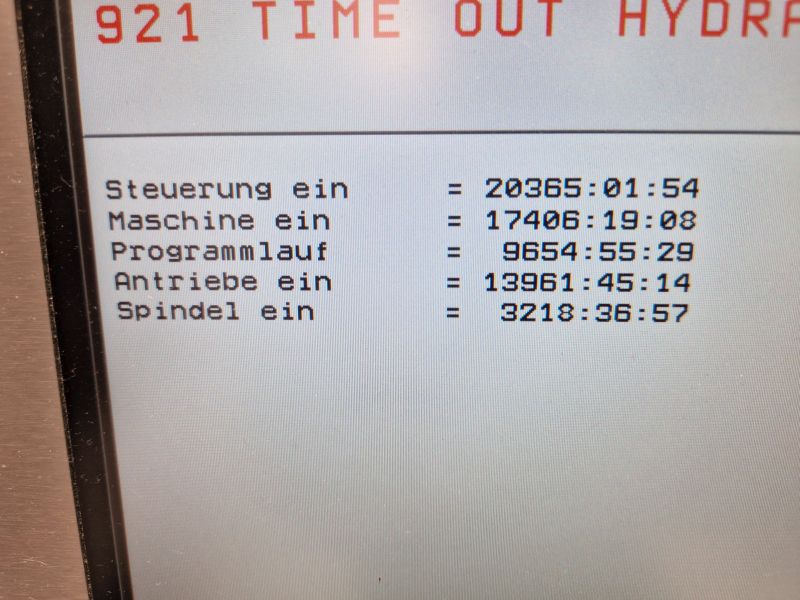 921 TIME OUT HYDRA
Steuerung ein = 20365:01:54
Maschine ein = 17406:19:08
Programmlauf = 9654:55:29
Antriebe ein = 13961:45:14
Spindel ein = 3218:36:57